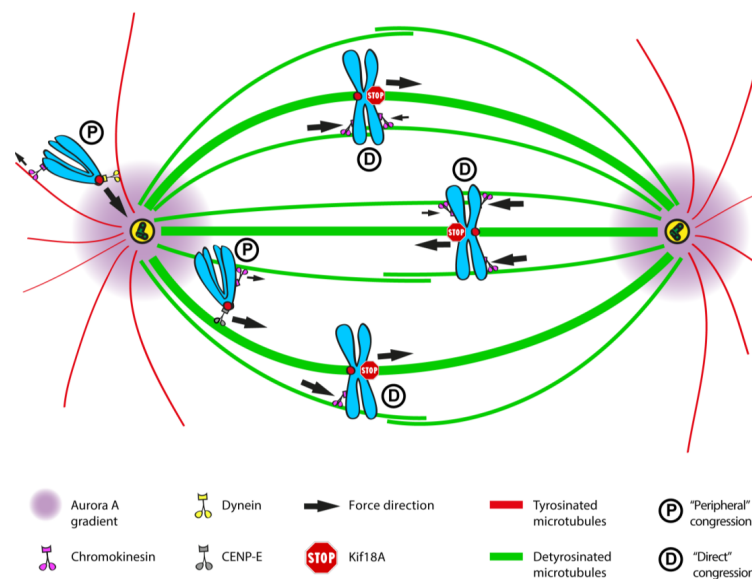 STOP
P
D
D
STOP
P
STOP
D
Aurora A
gradient
Dynein
Force direction
Tyrosinated
microtubules
P
"Peripheral"
congression
Chromokinesin
CENP-E
STOP
Kif18A
Detyrosinated
microtubules
D
"Direct"
congression